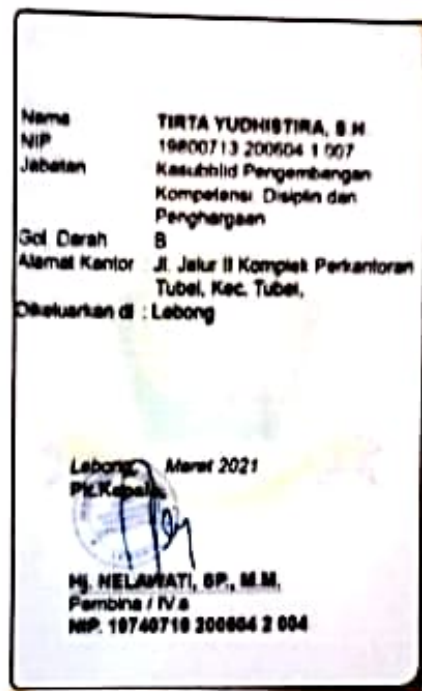 Nama TIRTA YUDHISTIRA, S.H
NIP 19800713 200604 1 007
Jabatan Kasubbid Pengembangan
Kompetensi Disiplin dan
Penghargaan
Gol. Darah B
Alamat Kantor Jl. Jalur II Komplek Perkantoran
Tubei, Kec. Tubei,
Dikeluarkan di : Lebong
Lebong, Maret 2021
Plt.Kepala
Hj. NELAWATI, SP., M.M.
Pembina / IV.a
NIP. 19740719 200604 2 004